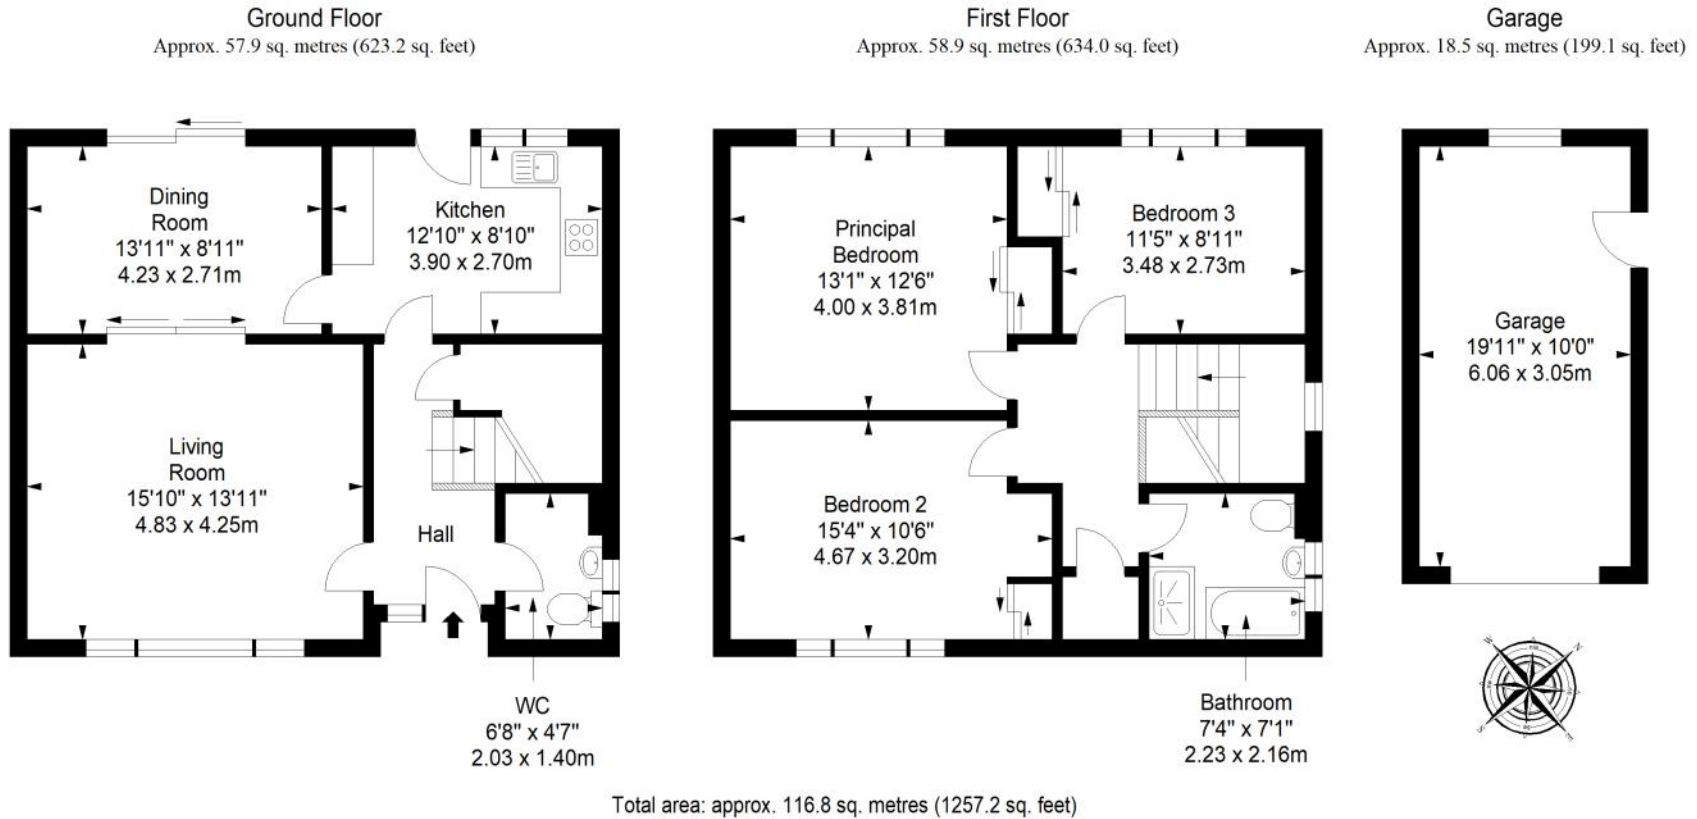 Ground Floor
Approx. 57.9 sq. metres (623.2 sq. feet)
First Floor
Approx. 58.9 sq. metres (634.0 sq. feet)
Garage
Approx. 18.5 sq. metres (199.1 sq. feet)
Dining
Room
13'11" x 8'11"
4.23 x 2.71m
Kitchen
12'10" x 8'10"
3.90 x 2.70m
Living
Room
15'10" x 13'11"
4.83 x 4.25m
Hall
WC
6'8" x 4'7"
2.03 x 1.40m
Principal
Bedroom
13'1" x 12'6"
4.00 x 3.81m
Bedroom 3
11'5" x 8'11"
3.48 x 2.73m
Bedroom 2
15'4" x 10'6"
4.67 x 3.20m
Bathroom
7'4" x 7'1"
2.23 x 2.16m
Garage
19'11" x 10'0"
6.06 x 3.05m
W
N
S
E
Total area: approx. 116.8 sq. metres (1257.2 sq. feet)